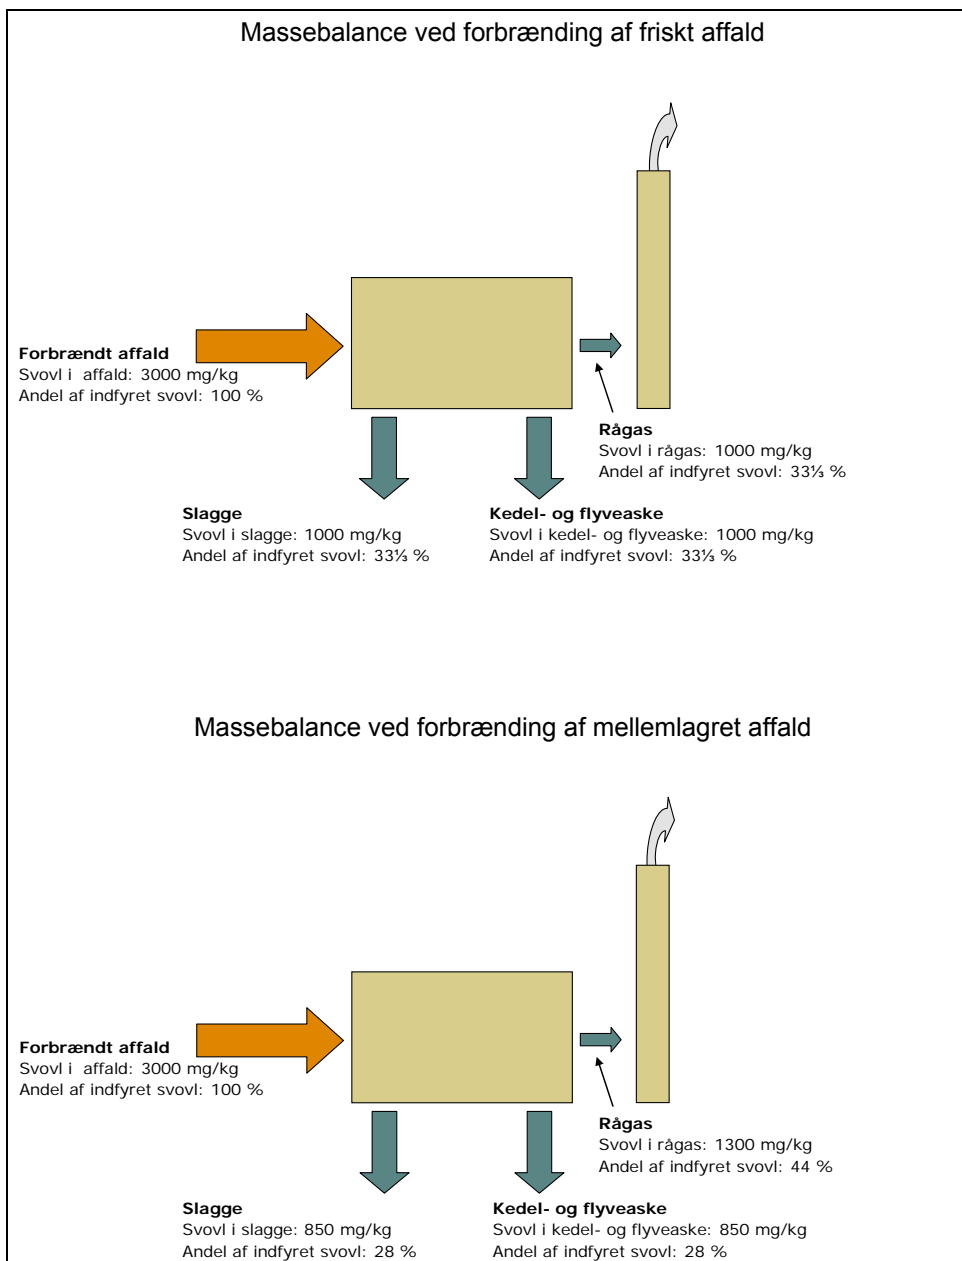 Massebalance ved forbrænding af friskt affald
Forbrændt affald
Svovl i affald: 3000 mg/kg
Andel af indfyret svovl: 100 %
Rågas
Svovl i rågas: 1000 mg/kg
Andel af indfyret svovl: 33⅓ %
Slagge
Svovl i slagge: 1000 mg/kg
Andel af indfyret svovl: 33⅓ %
Kedel- og flyveaske
Svovl i kedel- og flyveaske: 1000 mg/kg
Andel af indfyret svovl: 33⅓ %
Massebalance ved forbrænding af mellemlagret affald
Forbrændt affald
Svovl i affald: 3000 mg/kg
Andel af indfyret svovl: 100 %
Rågas
Svovl i rågas: 1300 mg/kg
Andel af indfyret svovl: 44 %
Slagge
Svovl i slagge: 850 mg/kg
Andel af indfyret svovl: 28 %
Kedel- og flyveaske
Svovl i kedel- og flyveaske: 850 mg/kg
Andel af indfyret svovl: 28 %